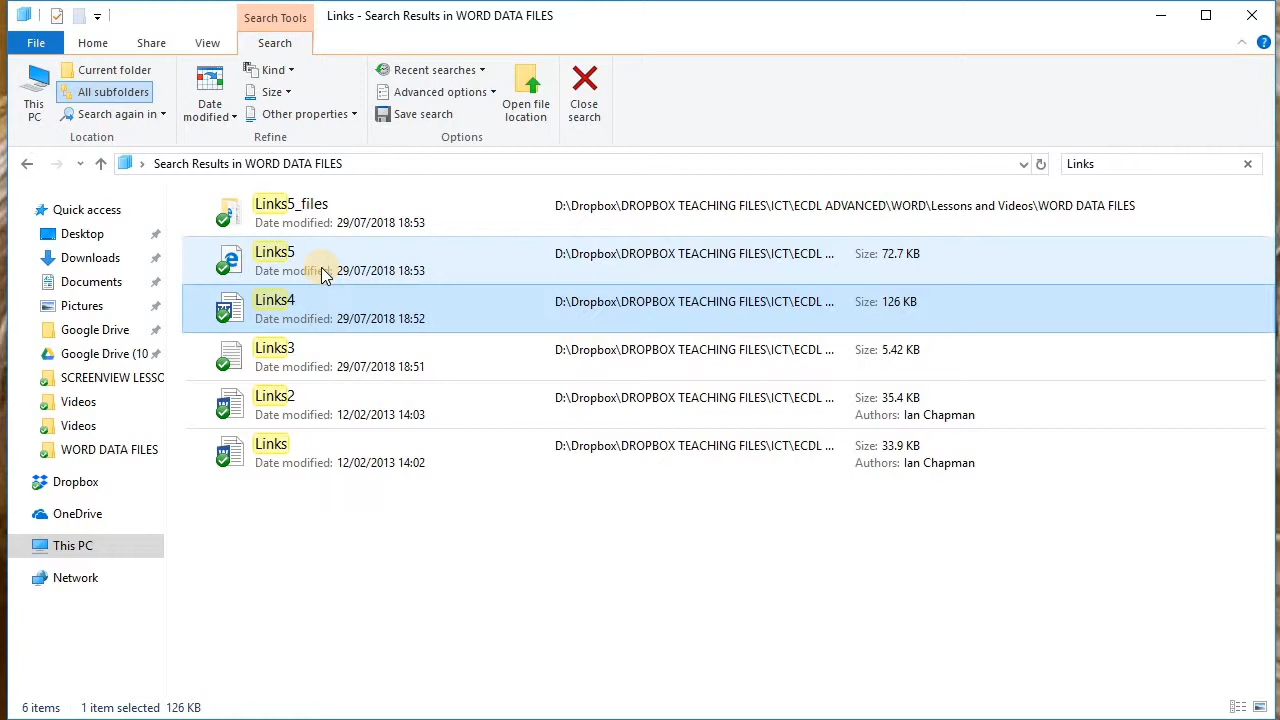 Search Tools
Links - Search Results in WORD DATA FILES
File
Home
Share
View
Search
This PC
Current folder
All subfolders
Search again
Location
Date modified
Kind
Size
Other properties
Refine
Recent searches
Advanced options
Save search
Open file location
Options
Close search
Search Results in WORD DATA FILES
Links
Quick access
Desktop
Downloads
Documents
Pictures
Google Drive
Google Drive (10
SCREENVIEW LESSO
Videos
Videos
WORD DATA FILES
Dropbox
OneDrive
This PC
Network
Links5_files
Date modified: 29/07/2018 18:53
D:\Dropbox\DROPBOX TEACHING FILES\ICT\ECDL ADVANCED\WORD\Lessons and Videos\WORD DATA FILES
Links5
Date modified: 29/07/2018 18:53
D:\Dropbox\DROPBOX TEACHING FILES\ICT\ECDL ...
Size: 72.7 KB
Links4
Date modified: 29/07/2018 18:52
D:\Dropbox\DROPBOX TEACHING FILES\ICT\ECDL ...
Size: 126 KB
Links3
Date modified: 29/07/2018 18:51
D:\Dropbox\DROPBOX TEACHING FILES\ICT\ECDL ...
Size: 5.42 KB
Links2
Date modified: 12/02/2013 14:03
D:\Dropbox\DROPBOX TEACHING FILES\ICT\ECDL ...
Size: 35.4 KB
Authors: Ian Chapman
Links
Date modified: 12/02/2013 14:02
D:\Dropbox\DROPBOX TEACHING FILES\ICT\ECDL ...
Size: 33.9 KB
Authors: Ian Chapman
6 items
1 item selected 126 KB